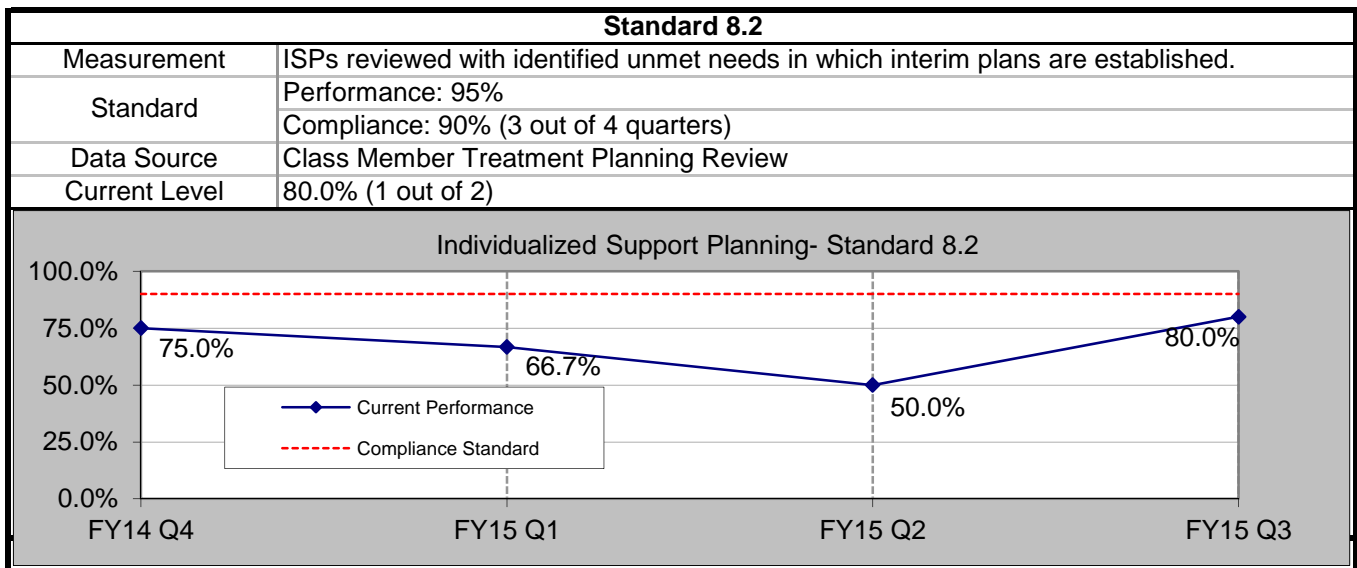 Standard 8.2
Measurement ISPs reviewed with identified unmet needs in which interim plans are established.
Standard Performance: 95%
Compliance: 90% (3 out of 4 quarters)
Data Source Class Member Treatment Planning Review
Current Level 80.0% (1 out of 2)
Individualized Support Planning- Standard 8.2
100.0%
75.0%
50.0%
25.0%
0.0%
75.0%
66.7%
50.0%
80.0%
Current Performance
Compliance Standard
FY14 Q4 FY15 Q1 FY15 Q2 FY15 Q3